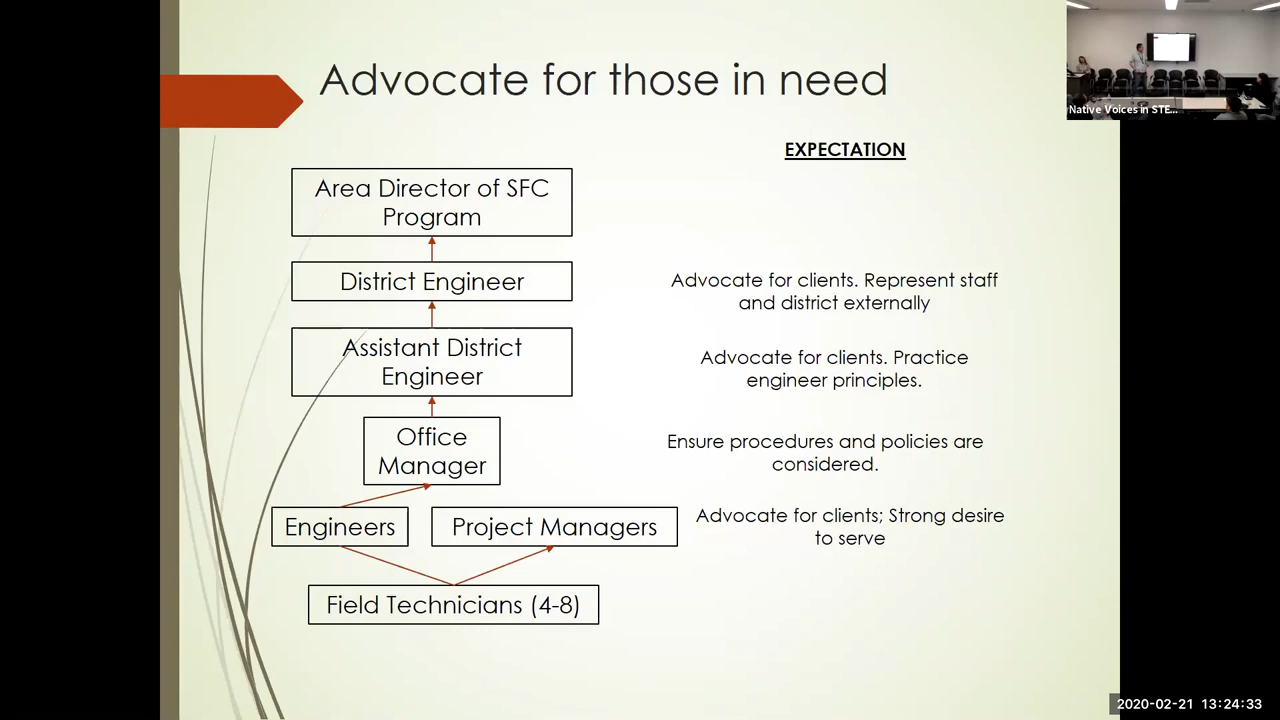 Advocate for those in need
Native Voices in STE...
EXPECTATION
Area Director of SFC
Program
District Engineer
Advocate for clients. Represent staff
and district externally
Assistant District
Engineer
Advocate for clients. Practice
engineer principles.
Office
Manager
Ensure procedures and policies are
considered.
Engineers
Project Managers
Advocate for clients; Strong desire
to serve
Field Technicians (4-8)
2020-02-21 13:24:33